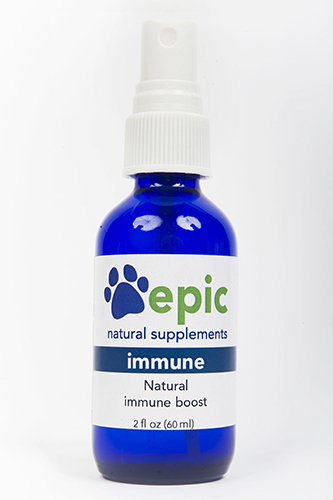 epic
natural supplements
immune
Natural
immune boost
2 fl oz (60 ml)